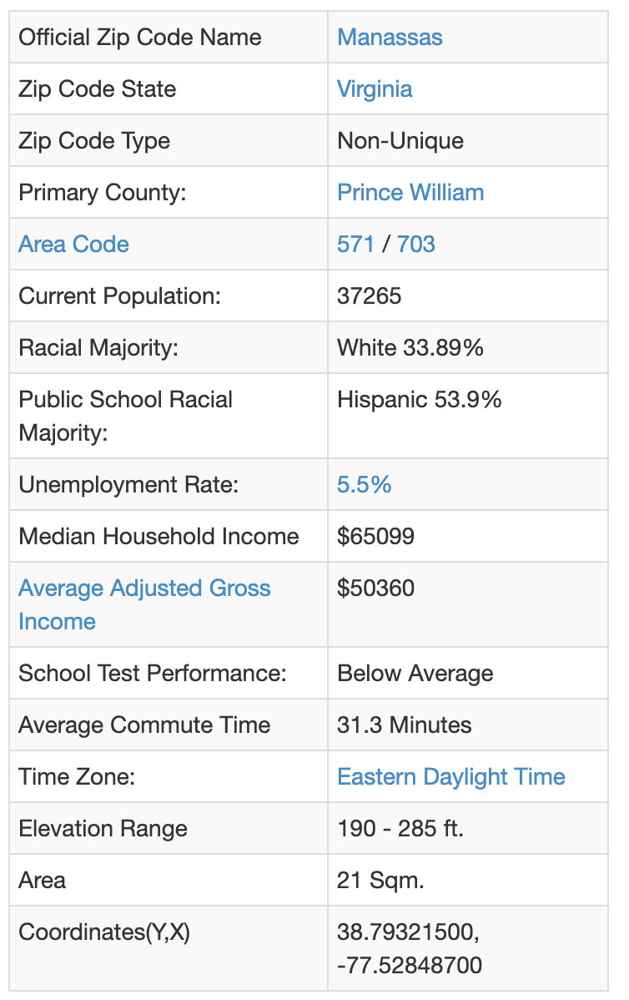 Official Zip Code Name Manassas
Zip Code State Virginia
Zip Code Type Non-Unique
Primary County: Prince William
Area Code 571 / 703
Current Population: 37265
Racial Majority: White 33.89%
Public School Racial Hispanic 53.9%
Majority:
Unemployment Rate: 5.5%
Median Household Income $65099
Average Adjusted Gross $50360
Income
School Test Performance: Below Average
Average Commute Time 31.3 Minutes
Time Zone: Eastern Daylight Time
Elevation Range 190 - 285 ft.
Area 21 Sqm.
Coordinates(Y,X) 38.79321500,
-77.52848700